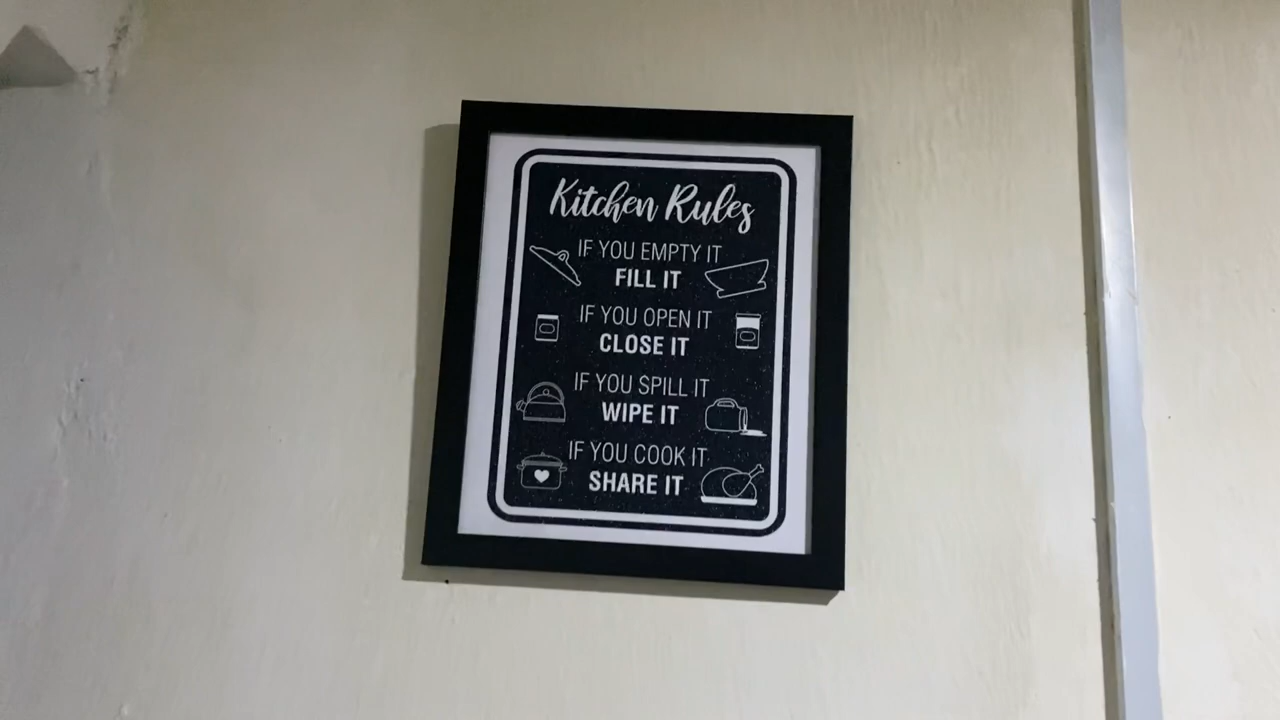 Kitchen Rules
IF YOU EMPTY IT
FILL IT
IF YOU OPEN IT
CLOSE IT
IF YOU SPILL IT
WIPE IT
IF YOU COOK IT
SHARE IT